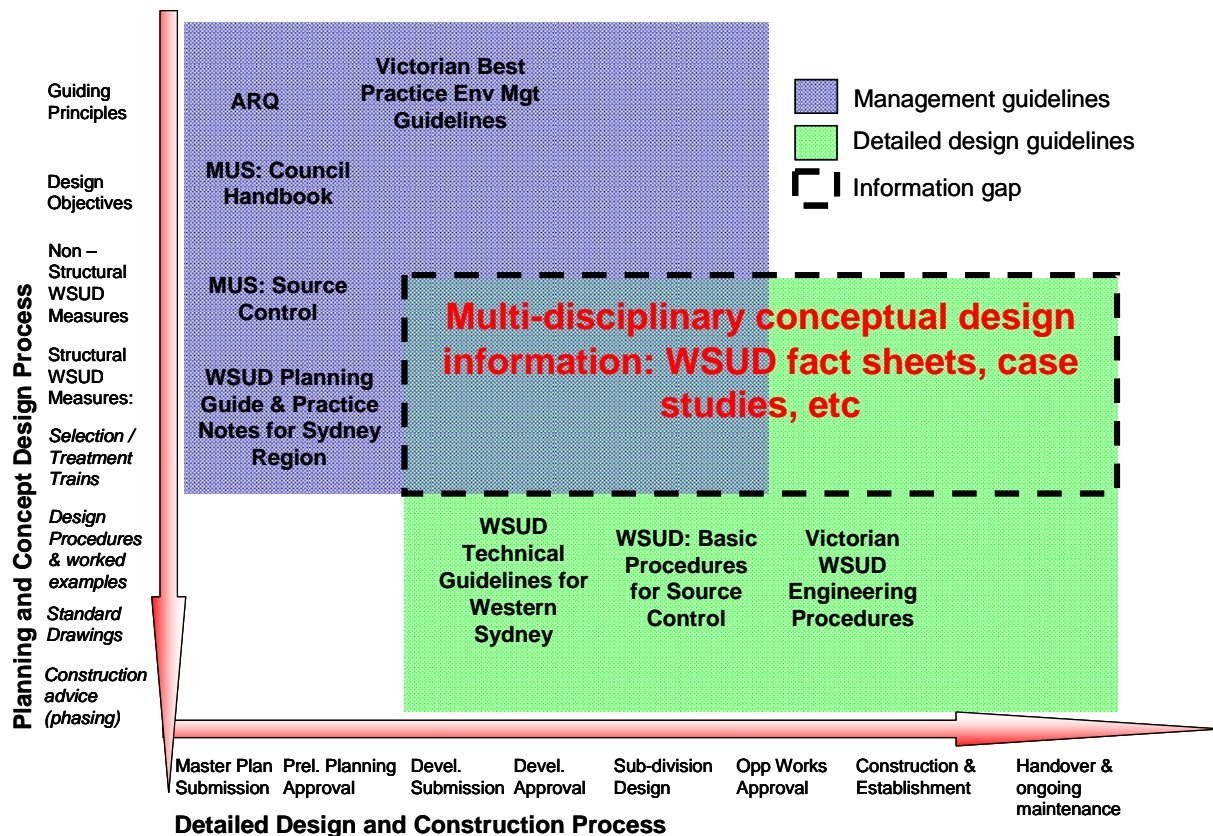 Guiding
Principles
Design
Objectives
Non –
Structural
WSUD
Measures
Structural
WSUD
Measures:
Selection /
Treatment
Trains
Design
Procedures
& worked
examples
Standard
Drawings
Construction
advice
(phasing)
Planning and Concept Design Process
ARQ
Victorian Best
Practice Env Mgt
Guidelines
MUS: Council
Handbook
MUS: Source
Control
WSUD Planning
Guide & Practice
Notes for Sydney
Region
Management guidelines
Detailed design guidelines
Information gap
Multi-disciplinary conceptual design
information: WSUD fact sheets, case
studies, etc
WSUD
Technical
Guidelines for
Western
Sydney
WSUD: Basic
Procedures
for Source
Control
Victorian
WSUD
Engineering
Procedures
Master Plan
Submission
Prel. Planning
Approval
Devel.
Submission
Devel.
Approval
Sub-division
Design
Opp Works
Approval
Construction &
Establishment
Handover &
ongoing
maintenance
Detailed Design and Construction Process